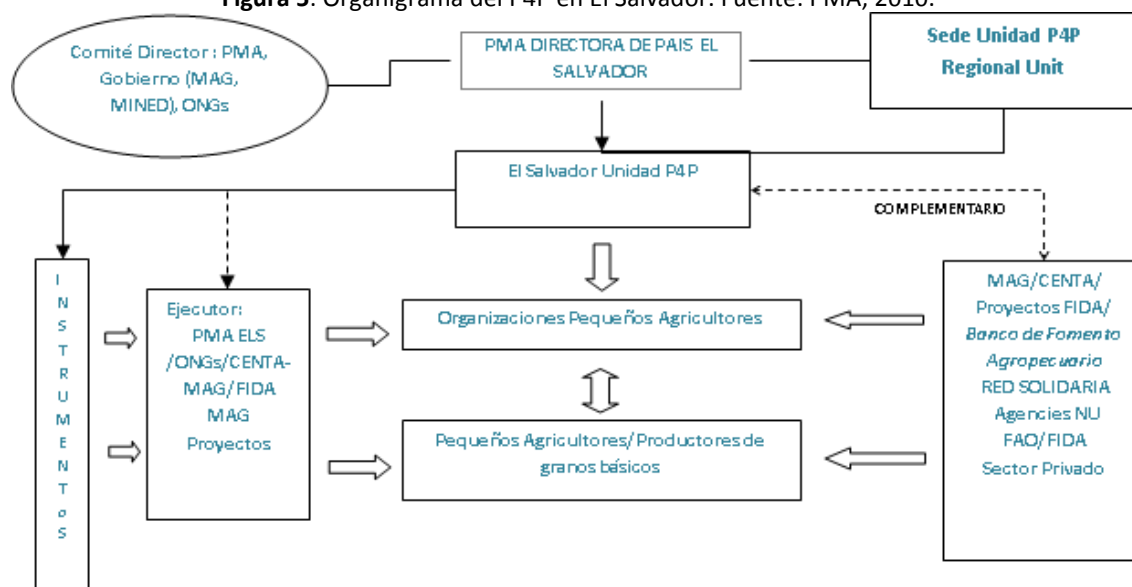 Figura 5. Organigrama del P4P en El Salvador. Fuente: PMA, 2010.
Comité Director : PMA,
Gobierno (MAG,
MINED), ONGs
PMA DIRECTORA DE PAIS EL
SALVADOR
Sede Unidad P4P
Regional Unit
El Salvador Unidad P4P
COMPLEMENTARIO
I
N
S
T
R
U
M
E
N
T
o
S
Ejecutor:
PMA ELS
/ONGs/CENTA-
MAG/FIDA
MAG
Proyectos
Organizaciones Pequeños Agricultores
Pequeños Agricultores/Productores de
granos básicos
MAG/CENTA/
Proyectos FIDA/
Banco de Fomento
Agropecuario
RED SOLIDARIA
Agencies NU
FAO/FIDA
Sector Privado